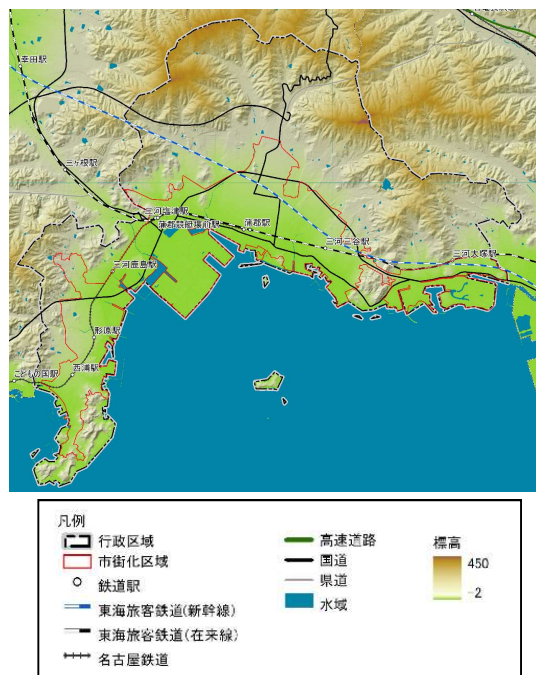 幸田駅
三ヶ根駅
三河塩津駅
蒲郡競艇場前駅
蒲郡駅
三河三谷駅
三河大塚駅
三河鹿島駅
形原駅
西浦駅
こどもの国駅
凡例
行政区域
市街化区域
鉄道駅
東海旅客鉄道(新幹線)
東海旅客鉄道(在来線)
名古屋鉄道
高速道路
国道
県道
水域
標高
450
-2